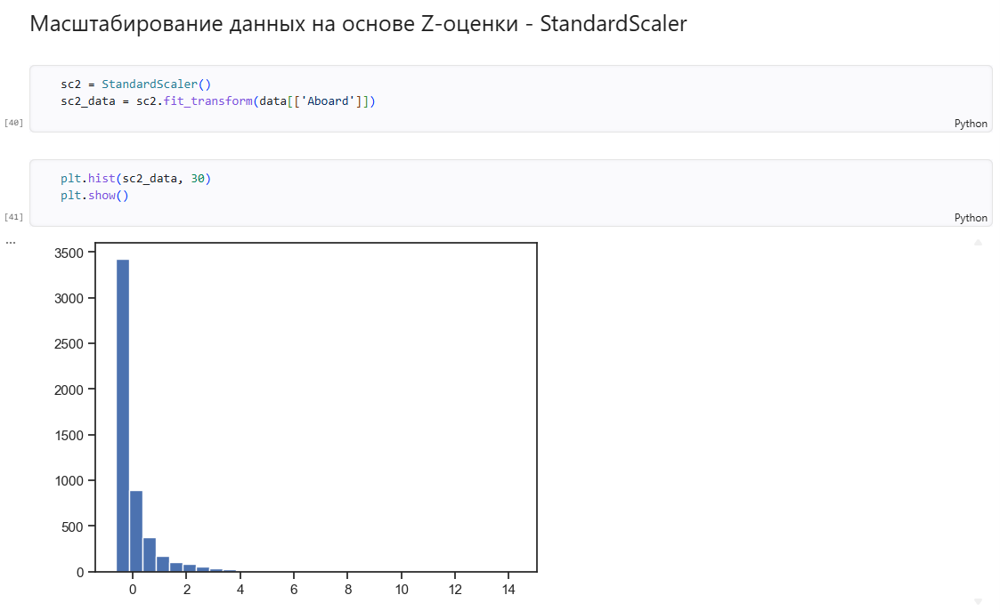 Масштабирование данных на основе Z-оценки - StandardScaler
sc2 = StandardScaler()
sc2_data = sc2.fit_transform(data[['Aboard']])
[40]
Python
plt.hist(sc2_data, 30)
plt.show()
[41]
Python
...
3500
3000
2500
2000
1500
1000
500
0
0 2 4 6 8 10 12 14